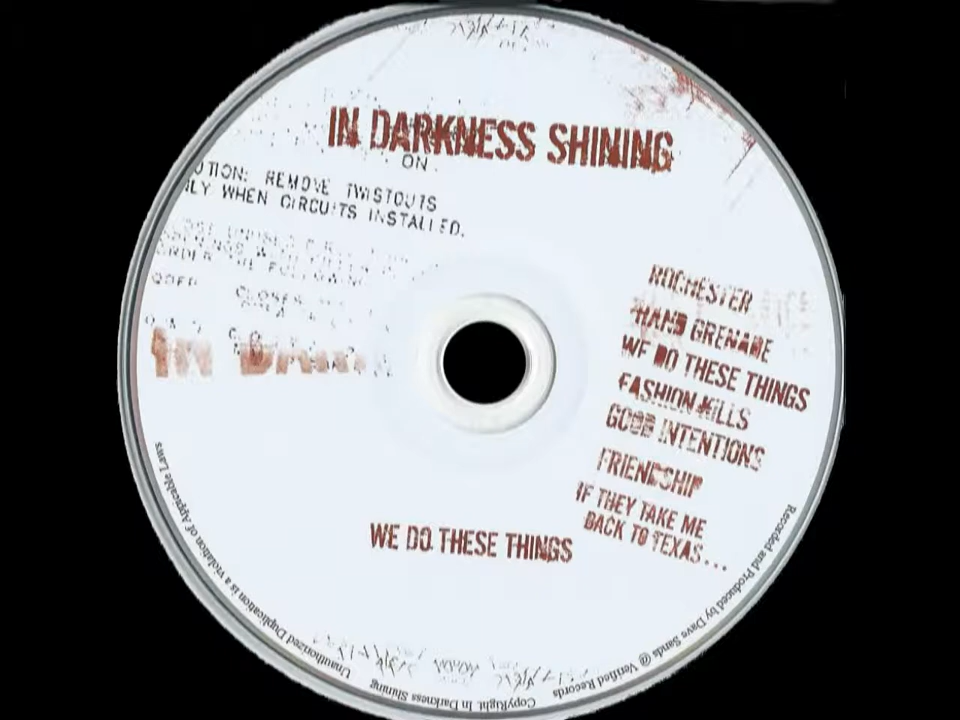 IN DARKNESS SHINING
ON
UTION: REMOVE TWISTOUTS
LY WHEN CIRCUITS INSTALLED.
ROCHESTER
HAND GRENADE
WE DO THESE THINGS
FASHION KILLS
GOOD INTENTIONS
FRIENDSHIP
IF THEY TAKE ME
BACK TO TEXAS...
WE DO THESE THINGS
Unauthorized Duplication is a violation of Applicable Laws
CopyRight. In Darkness Shining
Recorded and Produced by Dave Sands @ Verified Records